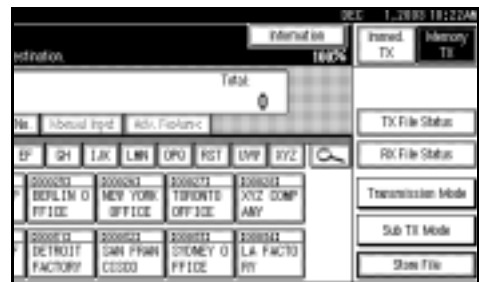 DEC 1.2003 10:22AM
Information
Immed. TX
Memory TX
estination.
100%
Total:
0
No.
Manual Input
Adv. Features
TX File Status
EF
GH
IJK
LMN
OPQ
RST
UVW
XYZ
RX File Status
BERLIN O
FFICE
NEW YORK
OFFICE
TORONTO
OFFICE
XYZ COMP
ANY
Transmission Mode
DETROIT
FACTORY
SAN FRAN
CISCO
SYDNEY O
FFICE
LA FACTO
RY
Sub TX Mode
Store File